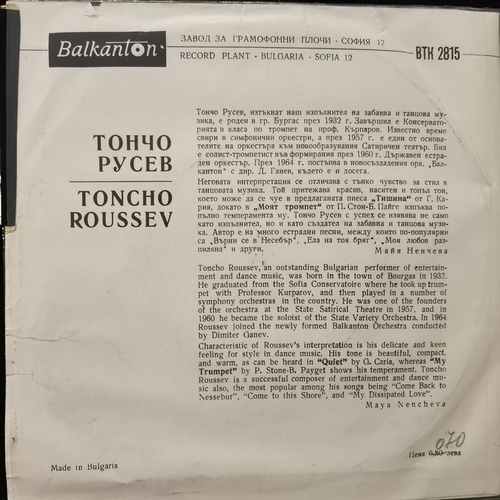 Balkanton
ЗАВОД ЗА ГРАМОФОННИ ПЛОЧИ · СОФИЯ 12
RECORD PLANT · BULGARIA · SOFIA 12
ВТК 2815
ТОНЧО
РУСЕВ
TONCHO
ROUSSEV
Тончо Русев, изтъкнат наш изпълнител на забавна и танцова му-
зика, е роден в гр. Бургас през 1932 г. Завършил е Консервато-
рията в класа по тромпет на проф. Кърпаров. Известно време
свири в симфонични оркестри, а през 1957 г. е един от основа-
телите на оркестъра към новообразувания Сатиричен театър. Бил
е солист-тромпетист във формирания през 1960 г. Държавен естра-
ден оркестър. През 1964 г. постъпва в новосъздадения орк. „Бал-
кантон“ с дир. Д. Ганев, където е и досега.
Неговата интерпретация се отличава с тънко чувство за стил в
танцовата музика. Той притежава красив, наситен и топъл тон,
което може да се чуе в предлаганата пиеса „Тишина“ от Г. Ка-
рия, докато в „Моят тромпет“ от П. Стон-Б. Пайге изпъква по-
пълно темперамента му. Тончо Русев с успех се изявява не само
като изпълнител, но и като създател на забавна и танцова музи-
ка. Автор е на много естрадни песни, между които по-популярни
са „Върни се в Несебър“, „Ела на тоя бряг“, „Моя любов раз-
пиляна“ и други.
Майя Ненчева
Toncho Roussev, an outstanding Bulgarian performer of entertain-
ment and dance music, was born in the town of Bourgas in 1932.
He graduated from the Sofia Conservatoire where he took up trum-
pet with Professor Kurparov, and then played in a number of
symphony orchestras in the country. He was one of the founders
of the orchestra at the State Satirical Theatre in 1957, and in
1960 he became the soloist of the State Variety Orchestra. In 1964
Roussev joined the newly formed Balkanton Orchestra conducted
by Dimiter Ganev.
Characteristic of Roussev's interpretation is his delicate and keen
feeling for style in dance music. His tone is beautiful, compact,
and warm, as can be heard in "Quiet" by G. Caria, whereas "My
Trumpet" by P. Stone-B. Payget shows his temperament. Toncho
Roussev is a successful composer of entertainment and dance mu-
sic also, the most popular among his songs being "Come Back to
Nessebur", "Come to this Shore", and "My Dissipated Love".
Maya Nencheva
Made in Bulgaria
070
Цена лева